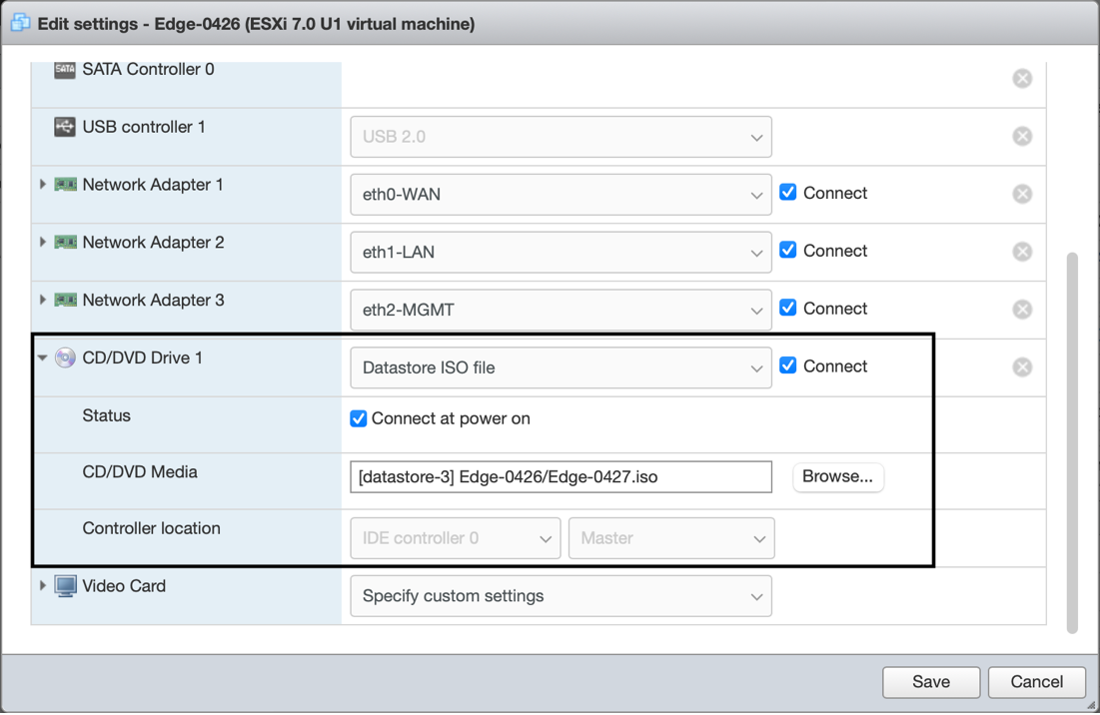 Edit settings - Edge-0426 (ESXi 7.0 U1 virtual machine)
SATA SATA Controller 0
USB controller 1 USB 2.0
Network Adapter 1 eth0-WAN Connect
Network Adapter 2 eth1-LAN Connect
Network Adapter 3 eth2-MGMT Connect
CD/DVD Drive 1 Datastore ISO file Connect
Status Connect at power on
CD/DVD Media [datastore-3] Edge-0426/Edge-0427.iso Browse...
Controller location IDE controller 0 Master
Video Card Specify custom settings
Save Cancel